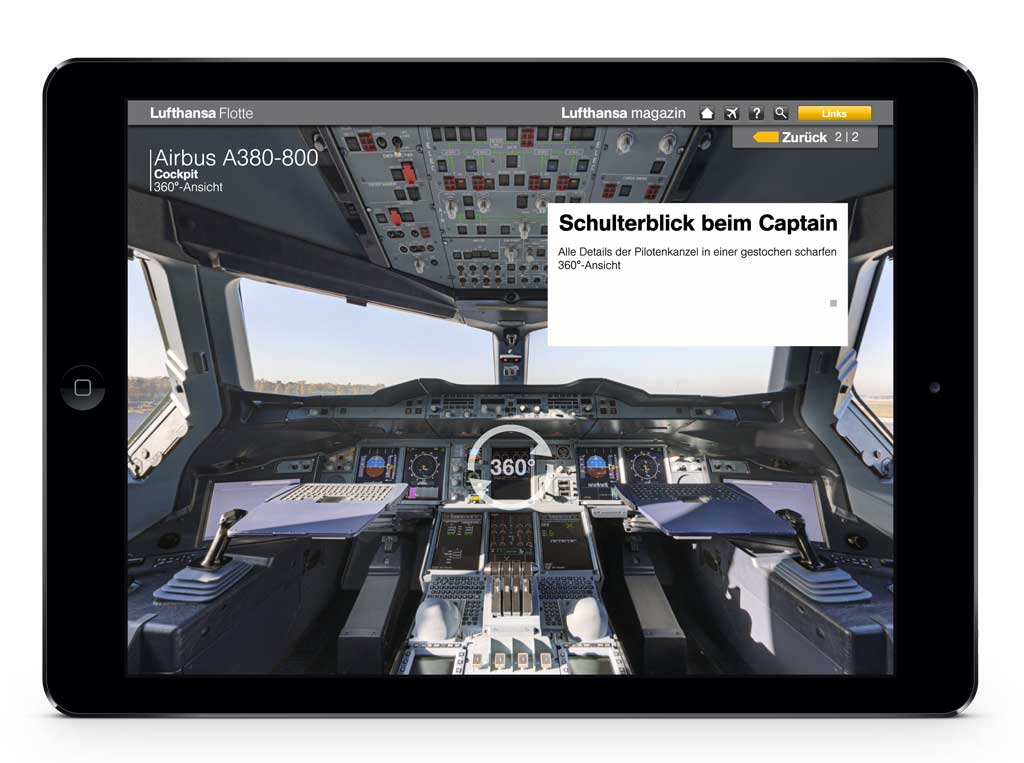 Lufthansa Flotte
Lufthansa magazin
?
Links
Zurück 2 | 2
Airbus A380-800
Cockpit
360°-Ansicht
Schulterblick beim Captain
Alle Details der Pilotenkanzel in einer gestochen scharfen
360°-Ansicht
360°